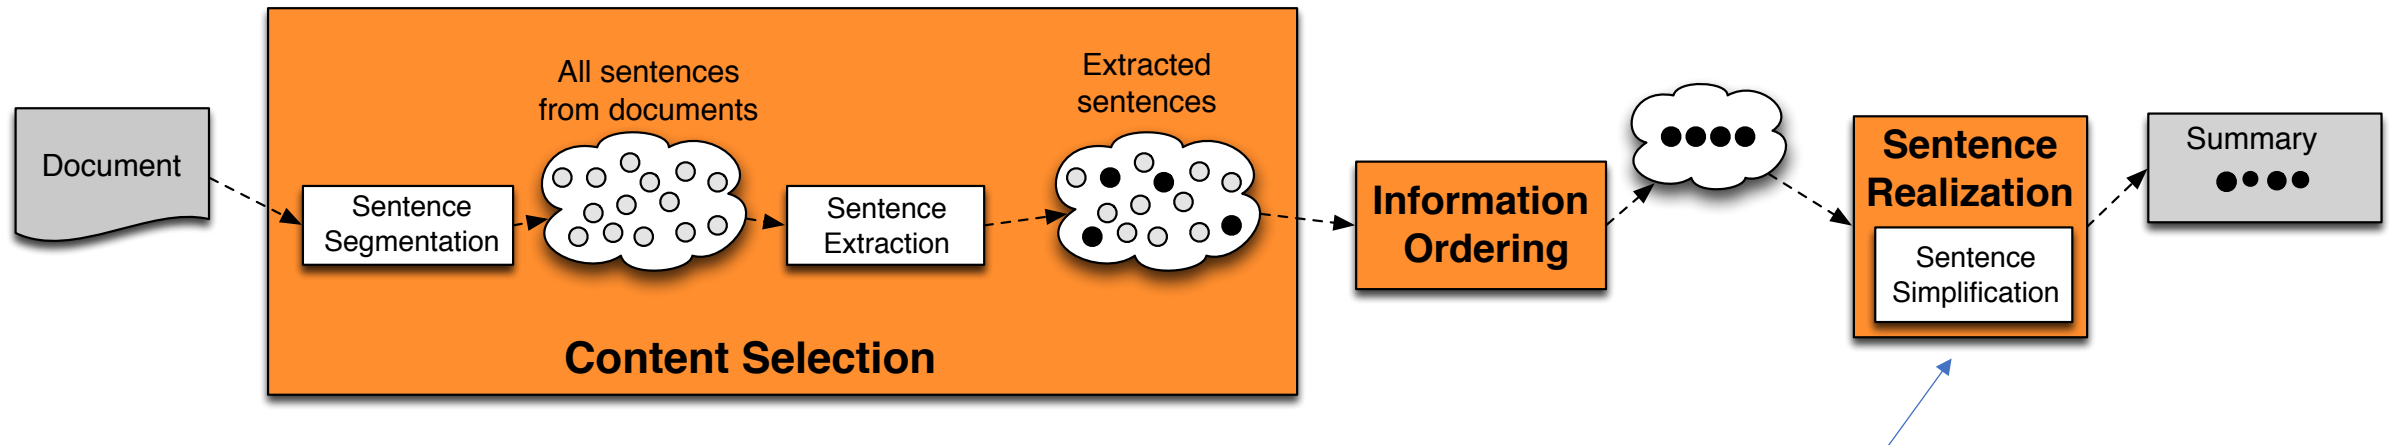 Document
Sentence
Segmentation
All sentences
from documents
Sentence
Extraction
Extracted
sentences
Content Selection
Information
Ordering
Sentence
Realization
Sentence
Simplification
Summary